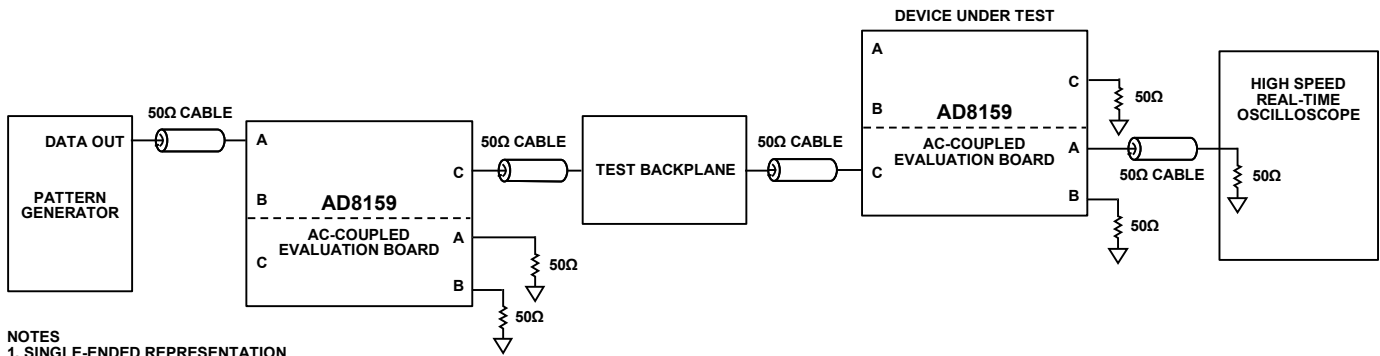 DEVICE UNDER TEST
PATTERN
GENERATOR
DATA OUT
50Ω CABLE
A
B
C
AD8159
AC-COUPLED
EVALUATION BOARD
C
A
B
50Ω
50Ω
50Ω CABLE
TEST BACKPLANE
50Ω CABLE
A
B
C
AD8159
AC-COUPLED
EVALUATION BOARD
C
A
B
50Ω
50Ω
50Ω CABLE
HIGH SPEED
REAL-TIME
OSCILLOSCOPE
50Ω
NOTES
1. SINGLE-ENDED REPRESENTATION